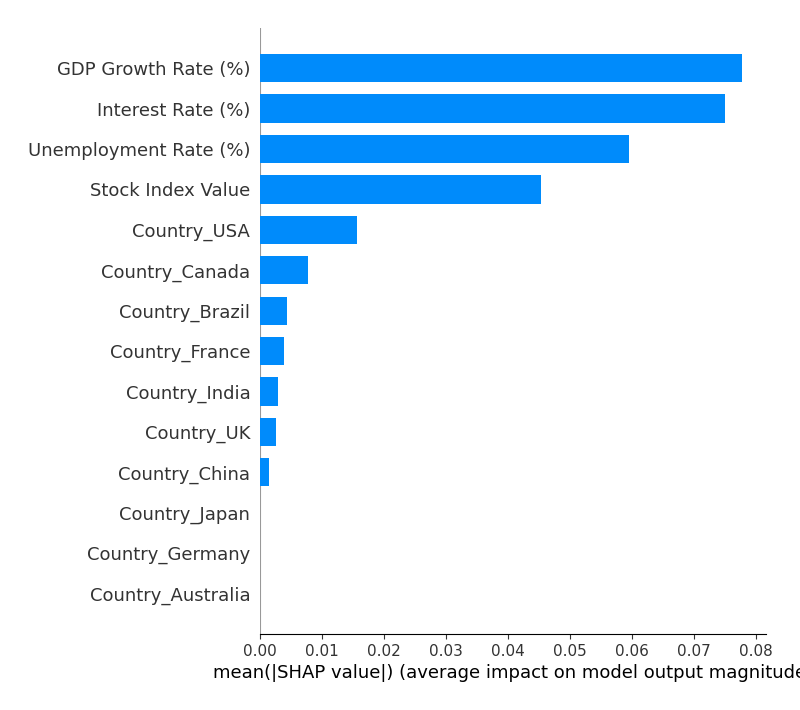 GDP Growth Rate (%)
Interest Rate (%)
Unemployment Rate (%)
Stock Index Value
Country_USA
Country_Canada
Country_Brazil
Country_France
Country_India
Country_UK
Country_China
Country_Japan
Country_Germany
Country_Australia
0.00 0.01 0.02 0.03 0.04 0.05 0.06 0.07 0.08
mean(|SHAP value|) (average impact on model output magnitude